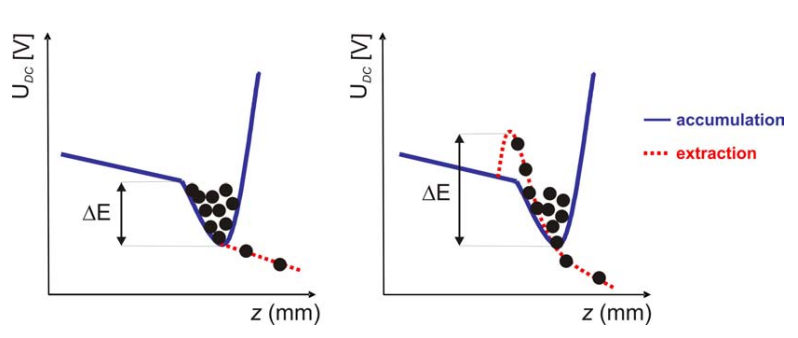 U_DC [V]
ΔE
z (mm)
U_DC [V]
ΔE
z (mm)
accumulation
extraction